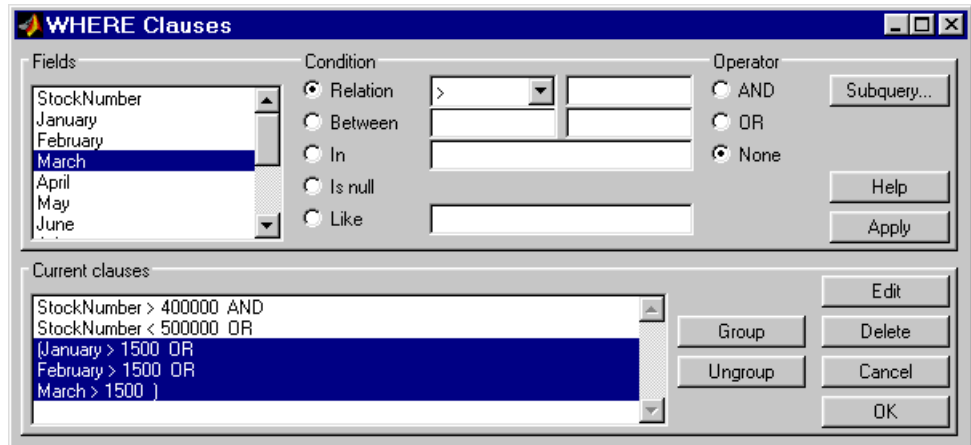 WHERE Clauses
Fields
StockNumber
January
February
March
April
May
June
Condition
Relation >
Between
In
Is null
Like
Operator
AND
OR
None
Subquery...
Help
Apply
Current clauses
StockNumber > 400000 AND
StockNumber < 500000 OR
(January > 1500 OR
February > 1500 OR
March > 1500 )
Group
Ungroup
Edit
Delete
Cancel
OK